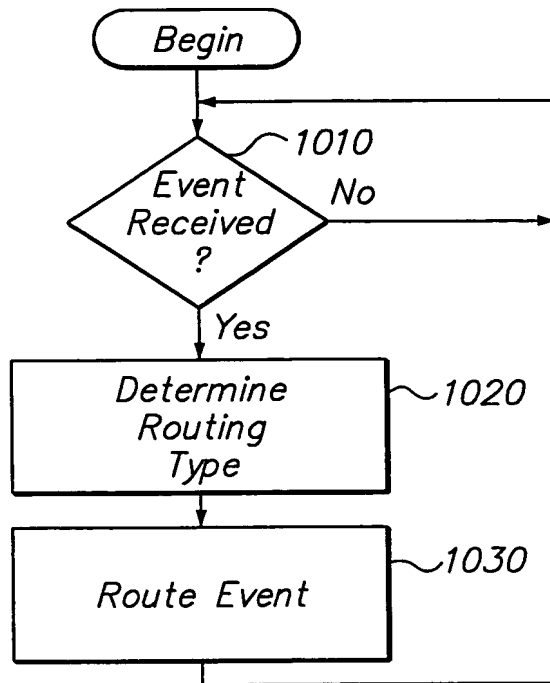 Begin
1010
Event
Received
?
No
Yes
Determine
Routing
Type
1020
Route Event
1030